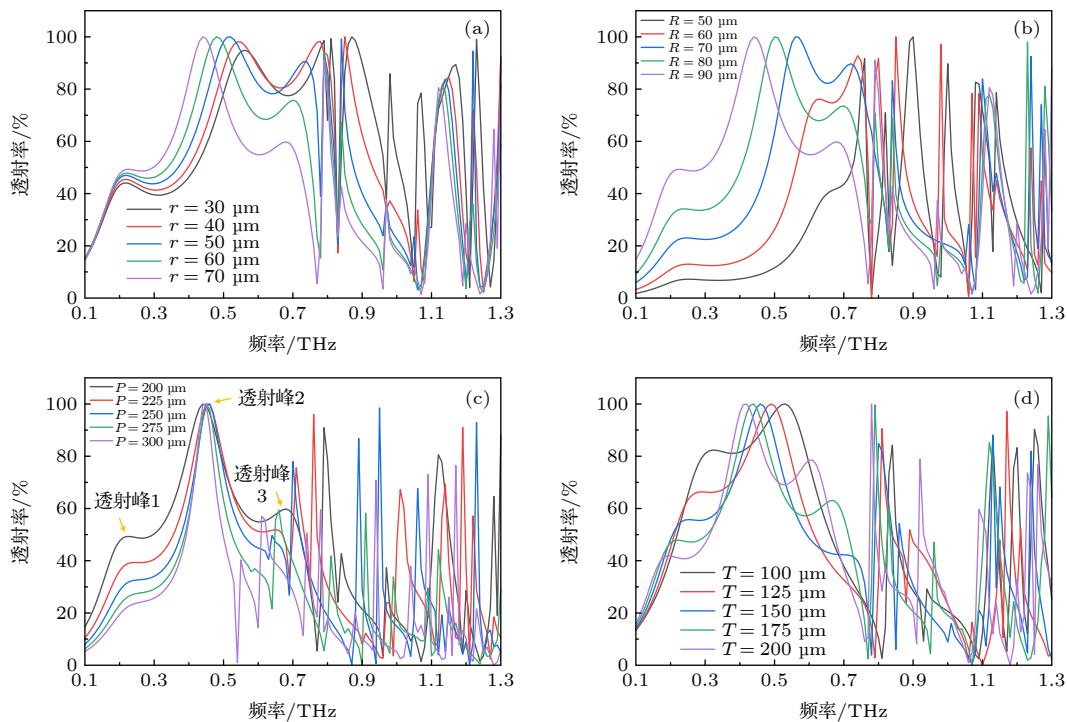 (a)
r = 30 µm
r = 40 µm
r = 50 µm
r = 60 µm
r = 70 µm
透射率/%
100
80
60
40
20
0
0.1 0.3 0.5 0.7 0.9 1.1 1.3
频率/THz
(b)
R = 50 µm
R = 60 µm
R = 70 µm
R = 80 µm
R = 90 µm
透射率/%
100
80
60
40
20
0
0.1 0.3 0.5 0.7 0.9 1.1 1.3
频率/THz
(c)
P = 200 µm
P = 225 µm
P = 250 µm
P = 275 µm
P = 300 µm
透射峰2
透射峰
3
透射峰1
透射率/%
100
80
60
40
20
0
0.1 0.3 0.5 0.7 0.9 1.1 1.3
频率/THz
(d)
T = 100 µm
T = 125 µm
T = 150 µm
T = 175 µm
T = 200 µm
透射率/%
100
80
60
40
20
0
0.1 0.3 0.5 0.7 0.9 1.1 1.3
频率/THz